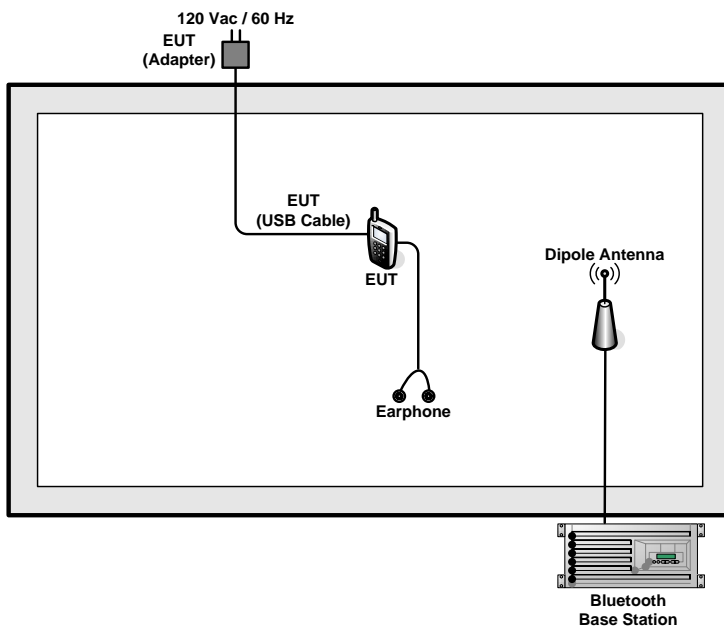 120 Vac / 60 Hz
EUT
(Adapter)
EUT
(USB Cable)
EUT
Dipole Antenna
Earphone
Bluetooth
Base Station